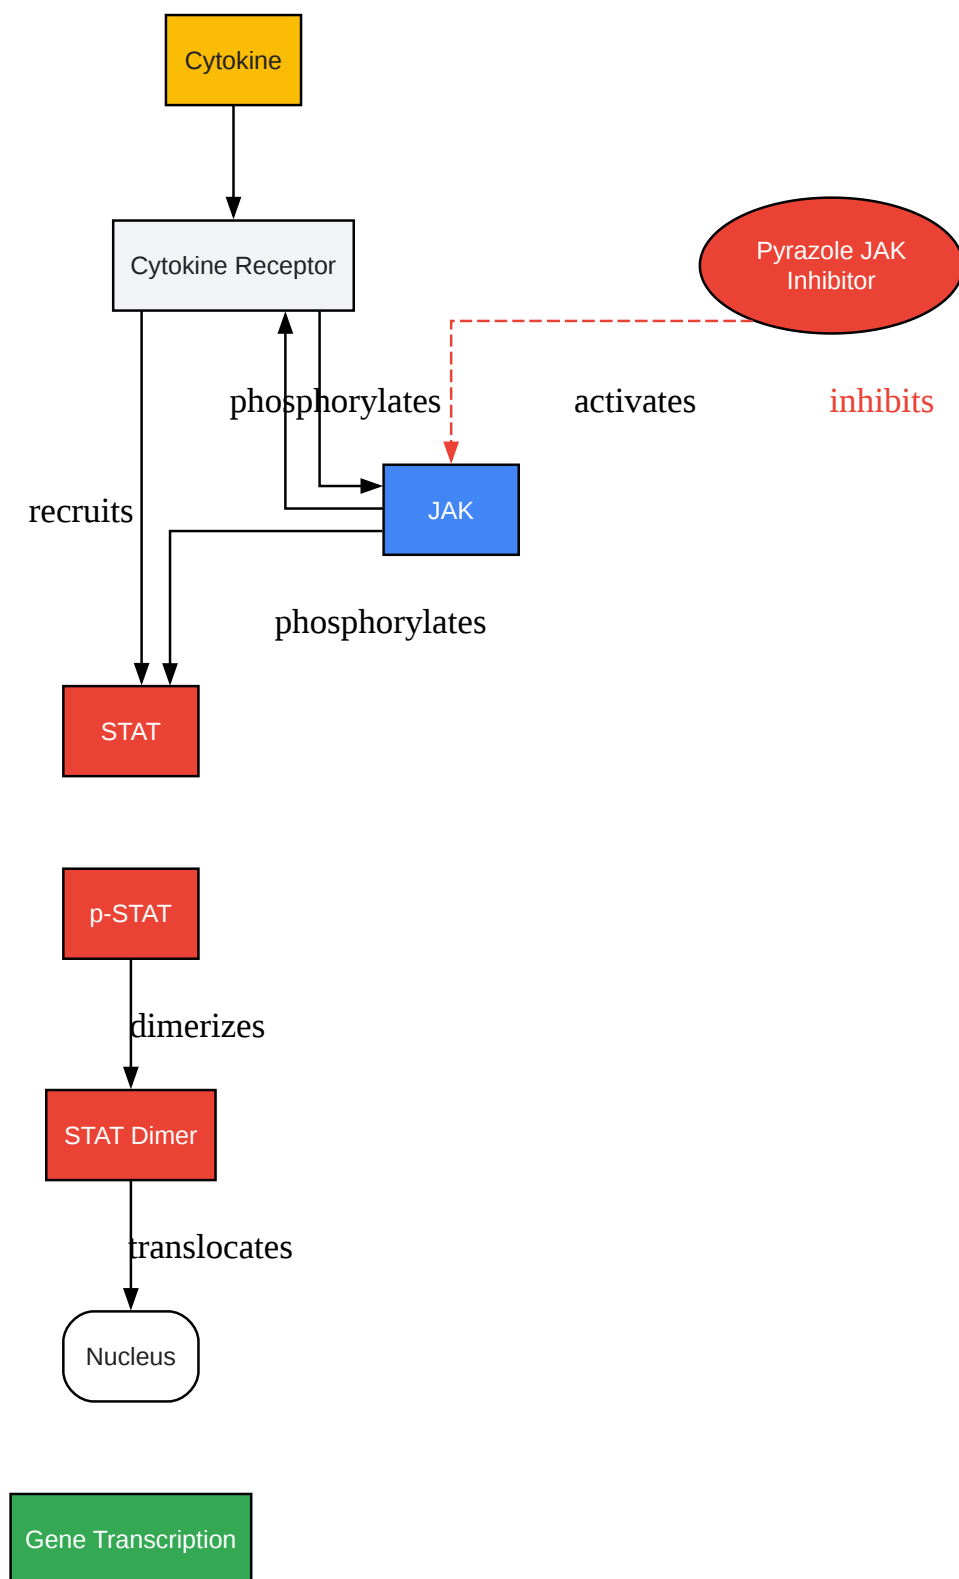 Cytokine
Cytokine Receptor
Pyrazole JAK
Inhibitor
phosphorylates
activates
inhibits
recruits
JAK
phosphorylates
STAT
p-STAT
dimerizes
STAT Dimer
translocates
Nucleus
Gene Transcription